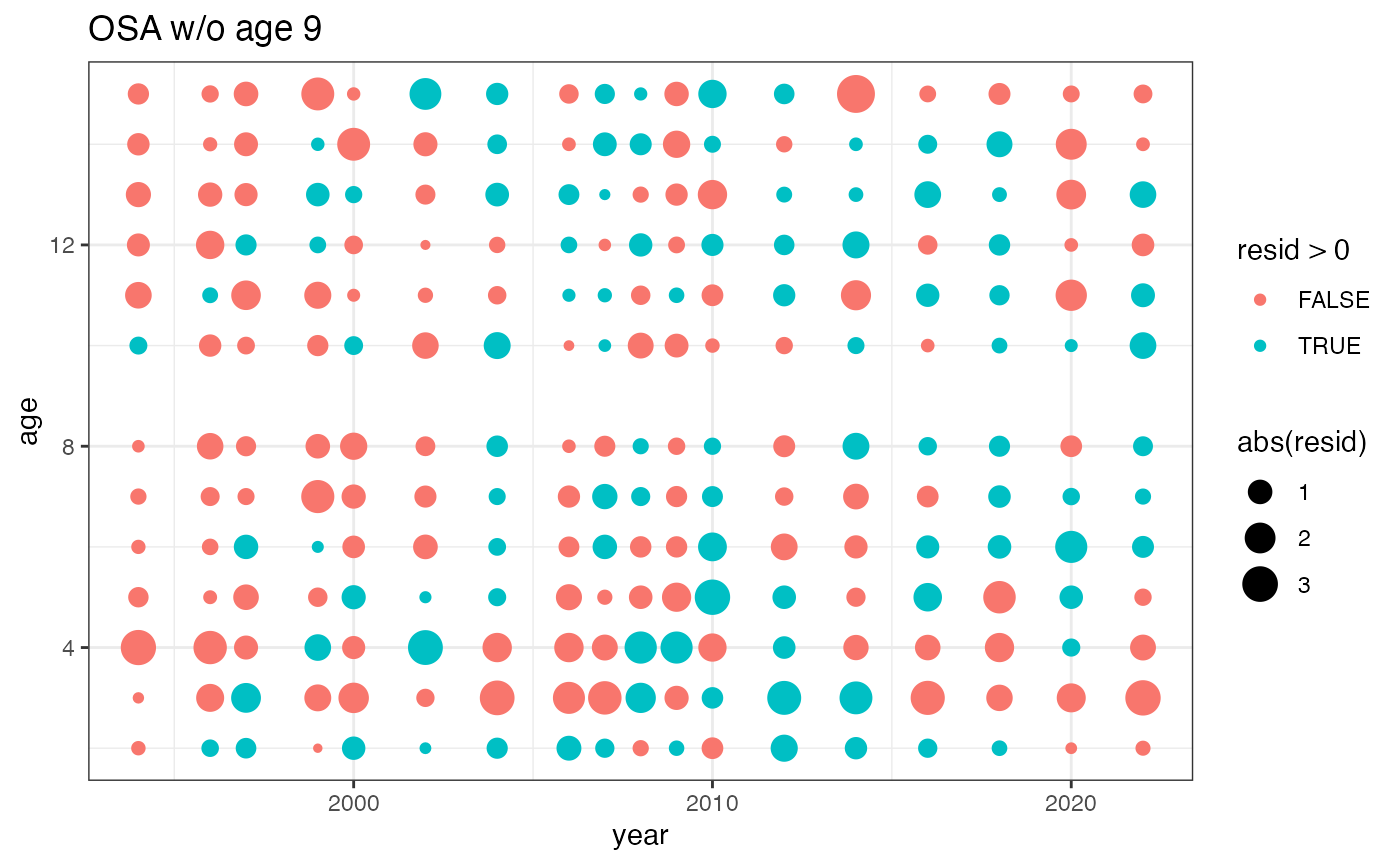 OSA w/o age 9
12
8
4
age
2000
2010
2020
year
resid > 0
FALSE
TRUE
abs(resid)
1
2
3